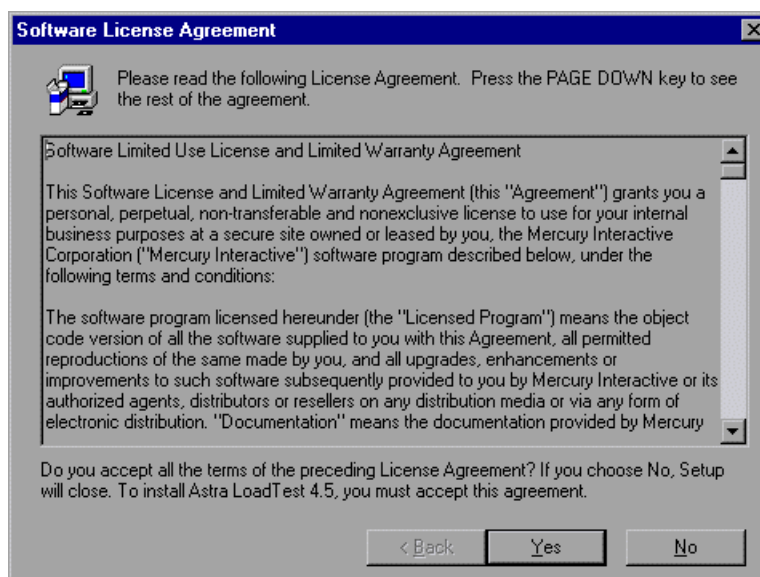 Software License Agreement
Please read the following License Agreement. Press the PAGE DOWN key to see
the rest of the agreement.
Software Limited Use License and Limited Warranty Agreement
This Software License and Limited Warranty Agreement (this "Agreement") grants you a
personal, perpetual, non-transferable and nonexclusive license to use for your internal
business purposes at a secure site owned or leased by you, the Mercury Interactive
Corporation ("Mercury Interactive") software program described below, under the
following terms and conditions:
The software program licensed hereunder (the "Licensed Program") means the object
code version of all the software supplied to you with this Agreement, all permitted
reproductions of the same made by you, and all upgrades, enhancements or
improvements to such software subsequently provided to you by Mercury Interactive or its
authorized agents, distributors or resellers on any distribution media or via any form of
electronic distribution. "Documentation" means the documentation provided by Mercury
Do you accept all the terms of the preceding License Agreement? If you choose No, Setup
will close. To install Astra LoadTest 4.5, you must accept this agreement.
< Back
Yes
No